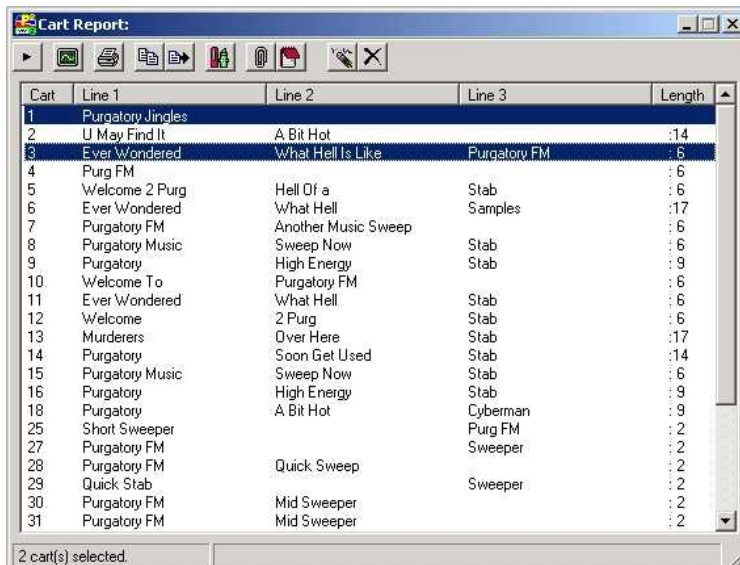 Cart Report:
Cart Line 1 Line 2 Line 3 Length
1 Purgatory Jingles
2 U May Find It A Bit Hot :14
3 Ever Wondered What Hell Is Like Purgatory FM : 6
4 Purg FM : 6
5 Welcome 2 Purg Hell Of a Stab : 6
6 Ever Wondered What Hell Samples :17
7 Purgatory FM Another Music Sweep : 6
8 Purgatory Music Sweep Now Stab : 6
9 Purgatory High Energy Stab : 9
10 Welcome To Purgatory FM : 6
11 Ever Wondered What Hell Stab : 6
12 Welcome 2 Purg Stab : 6
13 Murderers Over Here Stab :17
14 Purgatory Soon Get Used Stab :14
15 Purgatory Music Sweep Now Stab : 6
16 Purgatory High Energy Stab : 9
18 Purgatory A Bit Hot Cyberman : 9
25 Short Sweeper Purg FM : 2
27 Purgatory FM Sweeper : 2
28 Purgatory FM Quick Sweep : 2
29 Quick Stab Sweeper : 2
30 Purgatory FM Mid Sweeper : 2
31 Purgatory FM Mid Sweeper : 2
2 cart(s) selected.